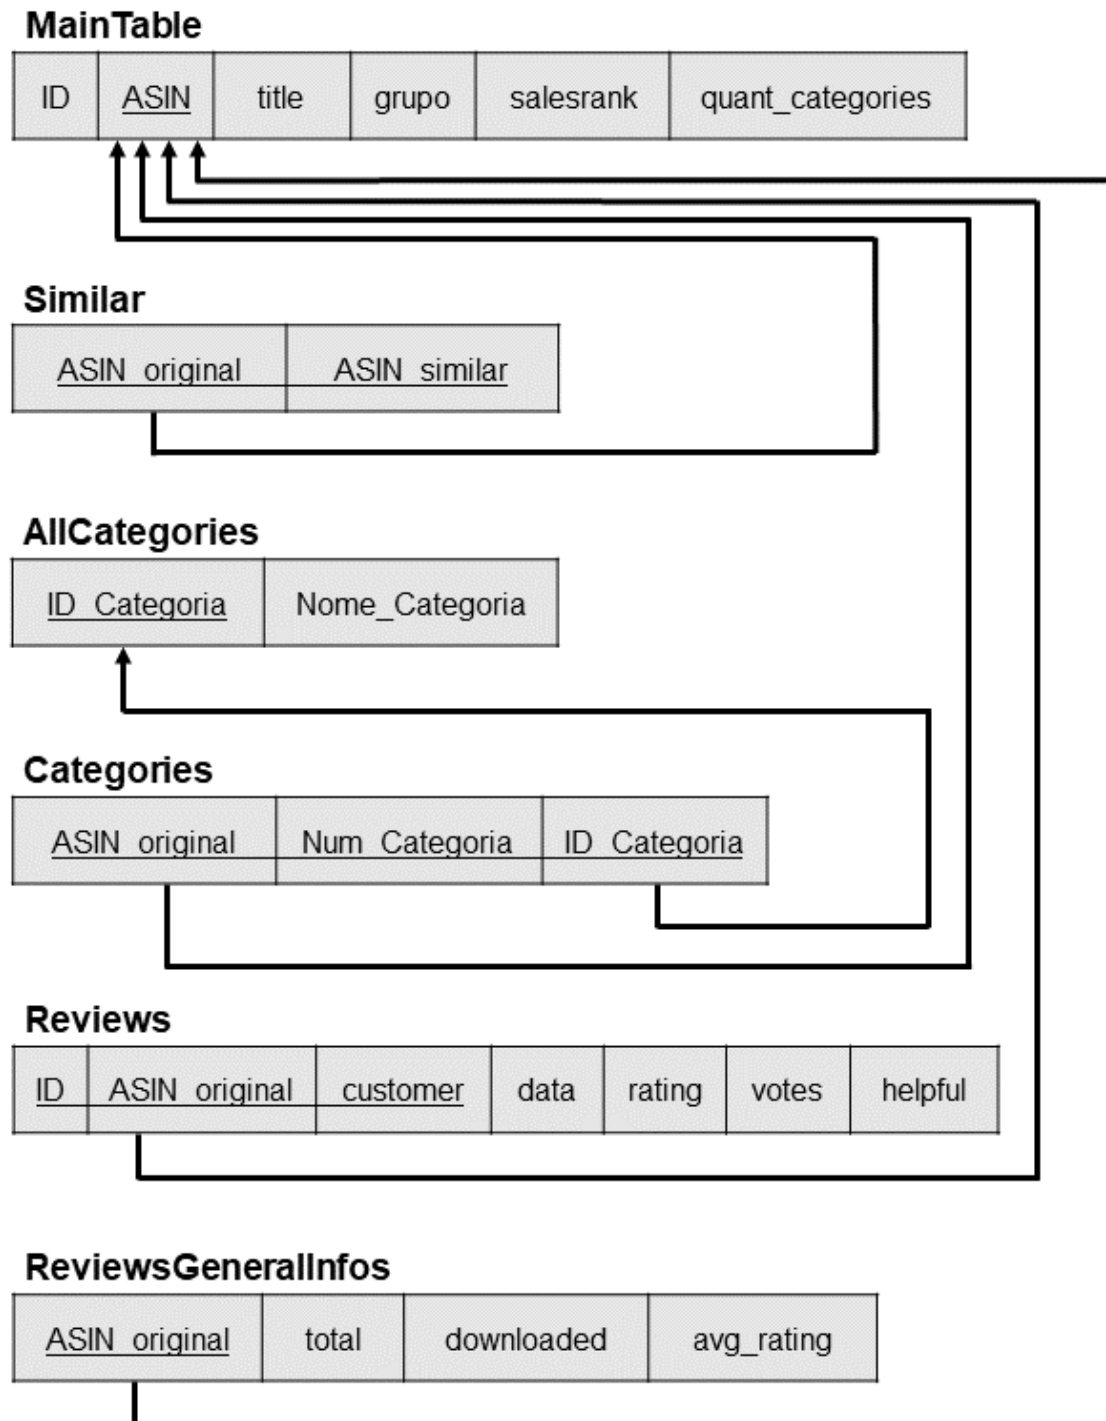 MainTable
ID ASIN title grupo salesrank quant_categories
Similar
ASIN_original ASIN_similar
AllCategories
ID_Categoria Nome_Categoria
Categories
ASIN_original Num_Categoria ID_Categoria
Reviews
ID ASIN_original customer data rating votes helpful
ReviewsGeneralInfos
ASIN_original total downloaded avg_rating